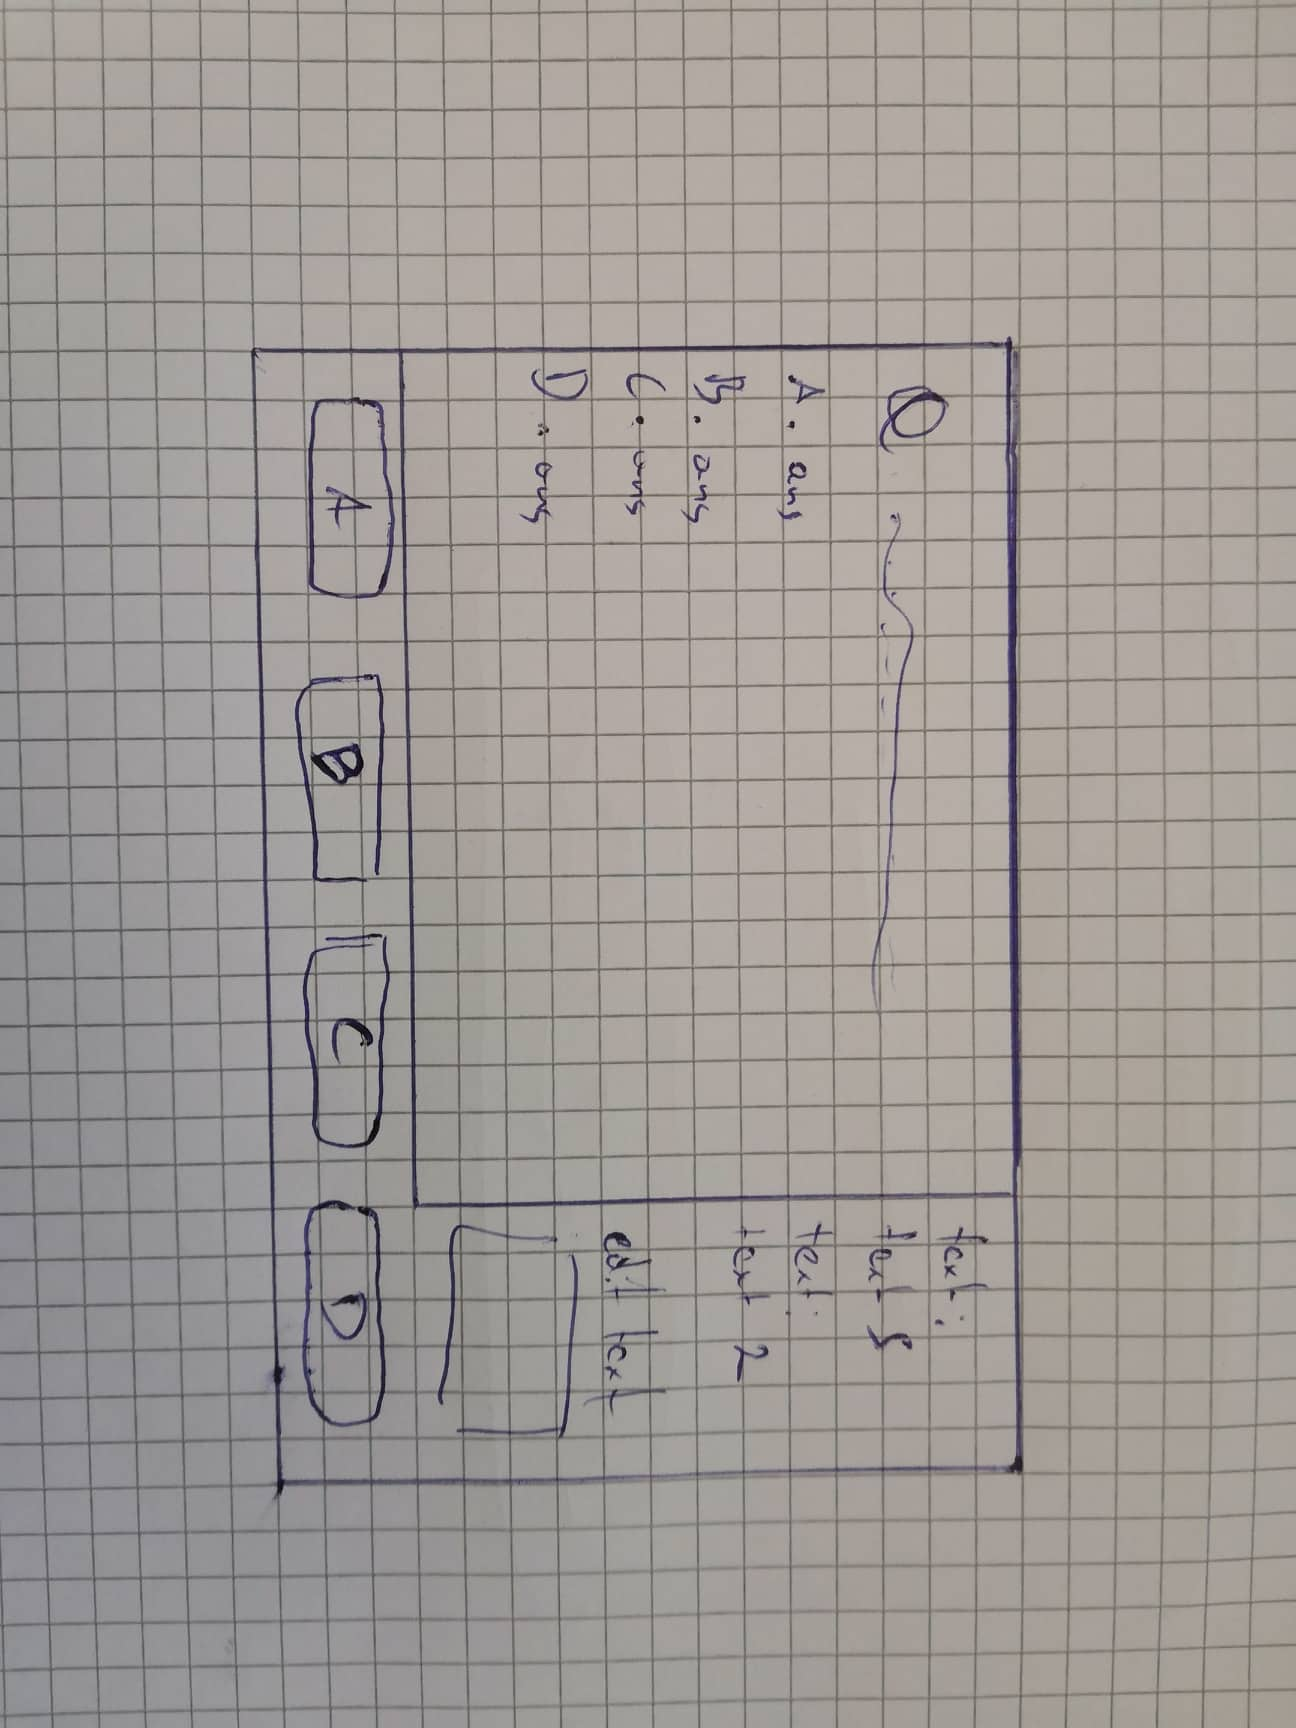 Q
A. ans
B. ans
C. ans
D. ans
text:
text
text:
text 2
edit text
A
B
C
D